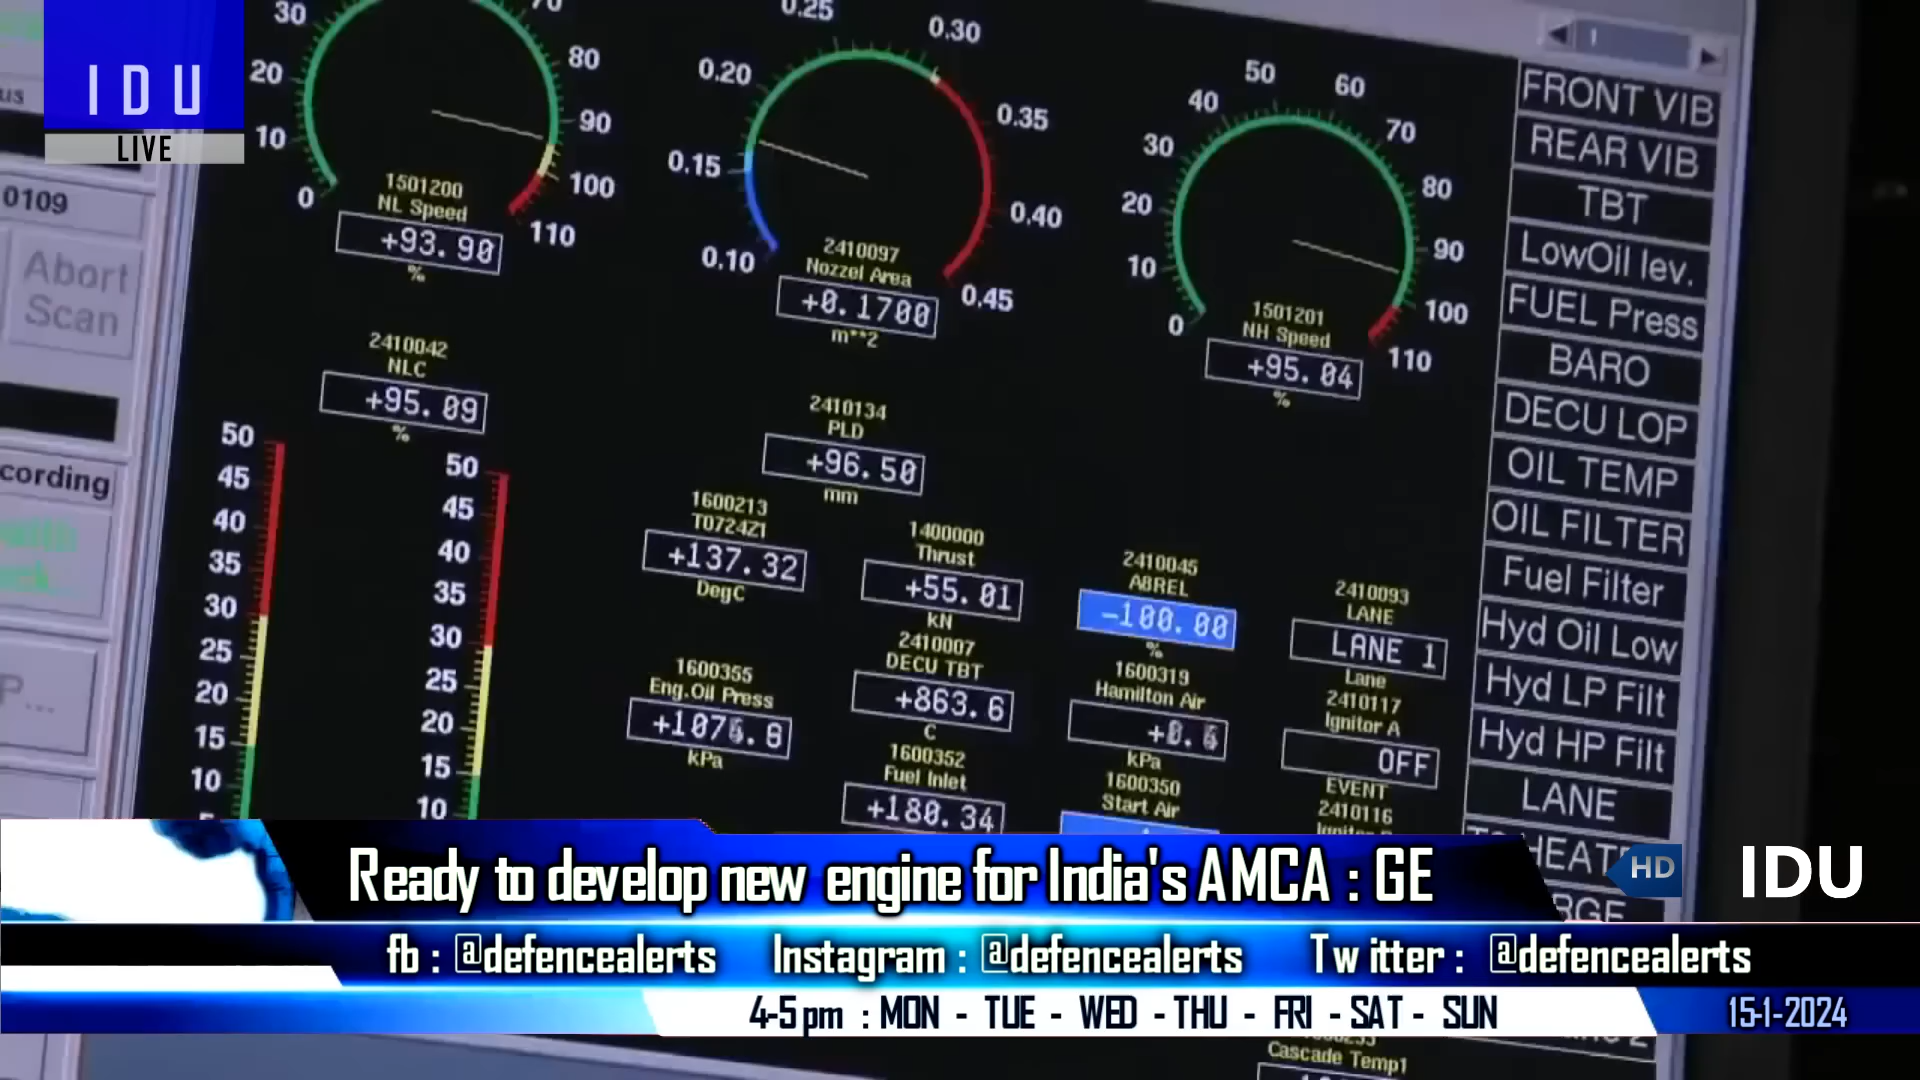 IDU
LIVE
us
0109
Abort
Scan
cording
P...
0
10
20
30
70
80
90
100
110
1501200
NL Speed
+93.90
%
0.10
0.15
0.20
0.25
0.30
0.35
0.40
0.45
2410097
Nozzel Area
+0.1700
m**2
0
10
20
30
40
50
60
70
80
90
100
110
1501201
NH Speed
+95.04
%
2410042
NLC
+95.09
%
2410134
PLD
+96.50
mm
50
45
40
35
30
25
20
15
10
50
45
40
35
30
25
20
15
10
1600213
T0724Z1
+137.32
DegC
1400000
Thrust
+55.01
kN
2410045
ABREL
-100.00
%
2410093
LANE
LANE 1
Lane
1600355
Eng.Oil Press
kPa
2410007
DECU TBT
+863.6
C
1600319
Hamilton Air
kPa
2410117
Ignitor A
OFF
EVENT
1600352
Fuel Inlet
+180.34
1600350
Start Air
2410116
FRONT VIB
REAR VIB
TBT
LowOil lev.
FUEL Press
BARO
DECU LOP
OIL TEMP
OIL FILTER
Fuel Filter
Hyd Oil Low
Hyd LP Filt
Hyd HP Filt
LANE
HD
IDU
Ready to develop new engine for India's AMCA : GE
fb : @defencealerts Instagram : @defencealerts Twitter : @defencealerts
4-5 pm : MON - TUE - WED - THU - FRI - SAT - SUN
15-1-2024
Cascade Temp1